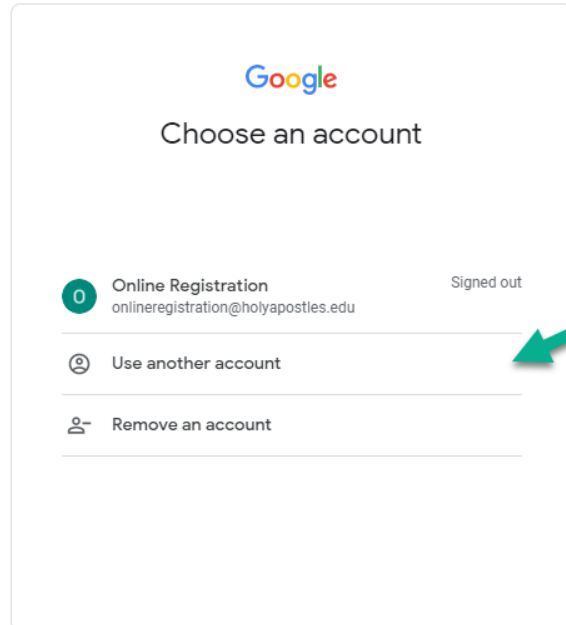 Google
Choose an account
O
Online Registration
Signed out
onlineregistration@holyapostles.edu
Use another account
Remove an account